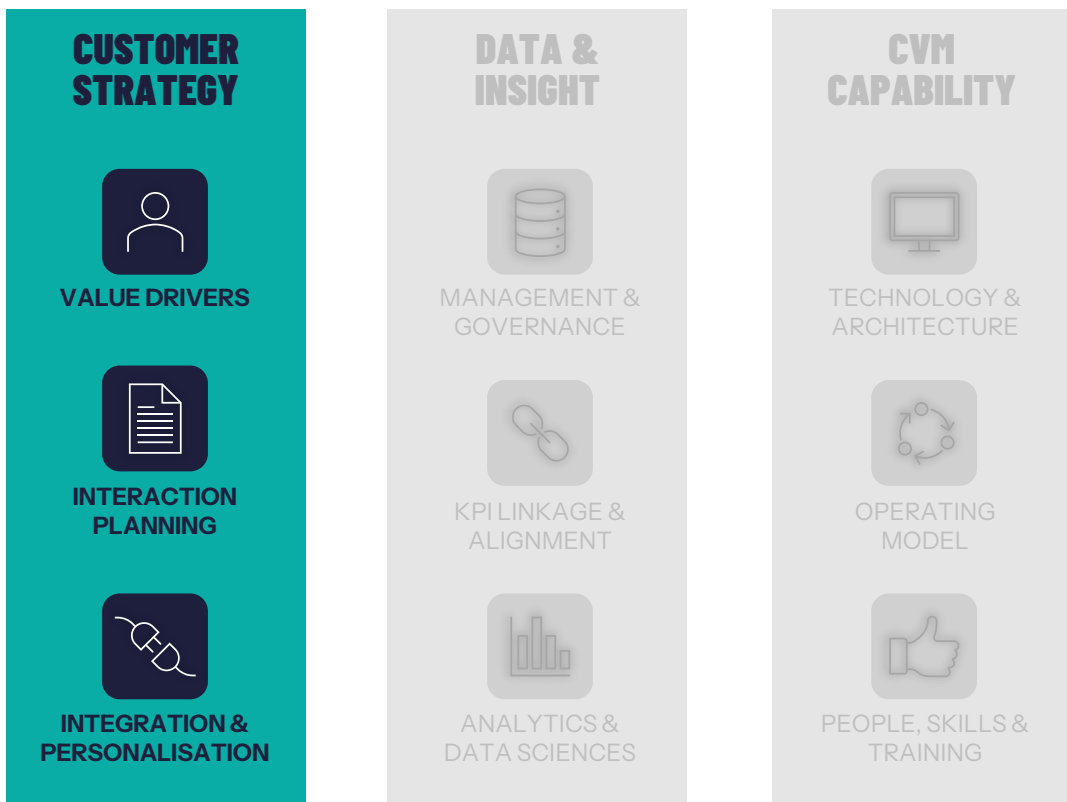 CUSTOMER
STRATEGY
VALUE DRIVERS
INTERACTION
PLANNING
INTEGRATION &
PERSONALISATION
DATA &
INSIGHT
MANAGEMENT &
GOVERNANCE
KPI LINKAGE &
ALIGNMENT
ANALYTICS &
DATA SCIENCES
CVM
CAPABILITY
TECHNOLOGY &
ARCHITECTURE
OPERATING
MODEL
PEOPLE, SKILLS &
TRAINING